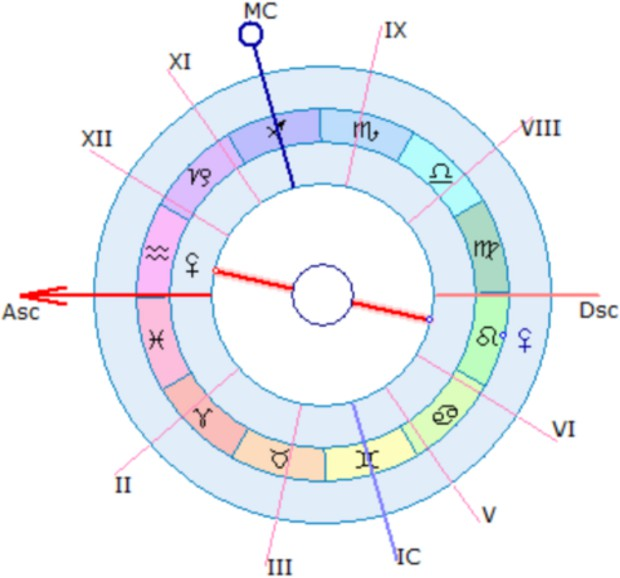 MC
IX
XI
XII
VIII
♐
♏
♑
♎
♒
♀
♍
Asc
Dsc
♓
♌
♀
♈
♋
VI
♉
♊
II
V
III
IC